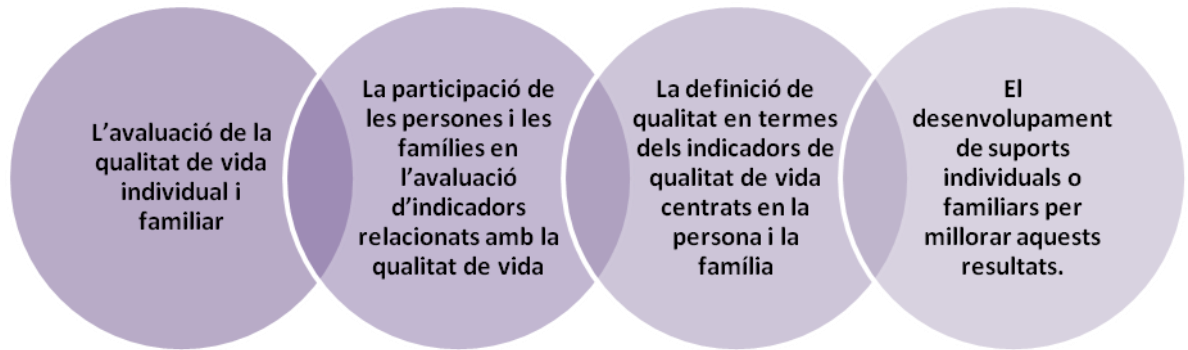 L’avaluació de la
qualitat de vida
individual i
familiar
La participació de
les persones i les
famílies en
l’avaluació
d’indicadors
relacionats amb la
qualitat de vida
La definició de
qualitat en termes
dels indicadors de
qualitat de vida
centrats en la
persona i la
família
El
desenvolupament
de suports
individuals o
familiars per
millorar aquests
resultats.